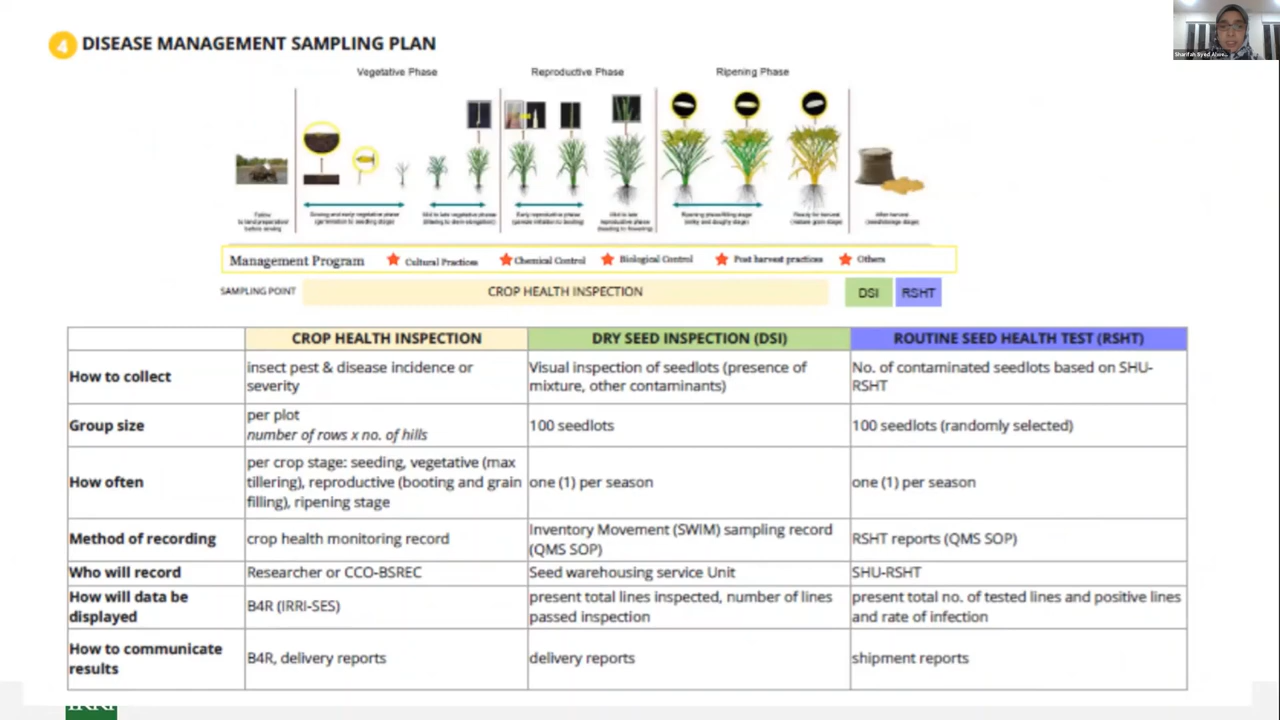 4 DISEASE MANAGEMENT SAMPLING PLAN
Vegetative Phase
Reproductive Phase
Ripening Phase
Management Program
Cultural Practices
Chemical Control
Biological Control
Post harvest practices
Others
SAMPLING POINT
CROP HEALTH INSPECTION
DSI
RSHT
CROP HEALTH INSPECTION
DRY SEED INSPECTION (DSI)
ROUTINE SEED HEALTH TEST (RSHT)
How to collect
insect pest & disease incidence or
severity
Visual inspection of seedlots (presence of
mixture, other contaminants)
No. of contaminated seedlots based on SHU-
RSHT
Group size
per plot
number of rows x no. of hills
100 seedlots
100 seedlots (randomly selected)
How often
per crop stage: seeding, vegetative (max
tillering), reproductive (booting and grain
filling), ripening stage
one (1) per season
one (1) per season
Method of recording
crop health monitoring record
Inventory Movement (SWIM) sampling record
(QMS SOP)
RSHT reports (QMS SOP)
Who will record
Researcher or CCO-BSREC
Seed warehousing service Unit
SHU-RSHT
How will data be
displayed
B4R (IRRI-SES)
present total lines inspected, number of lines
passed inspection
present total no. of tested lines and positive lines
and rate of infection
How to communicate
results
B4R, delivery reports
delivery reports
shipment reports